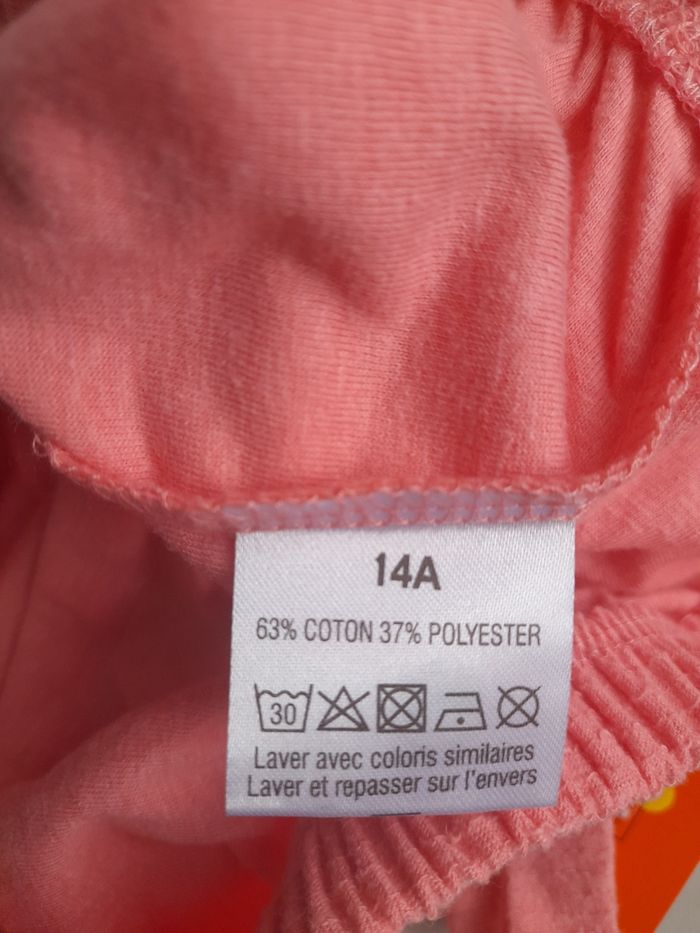 14A
63% COTON 37% POLYESTER
30
Laver avec coloris similaires
Laver et repasser sur l'envers